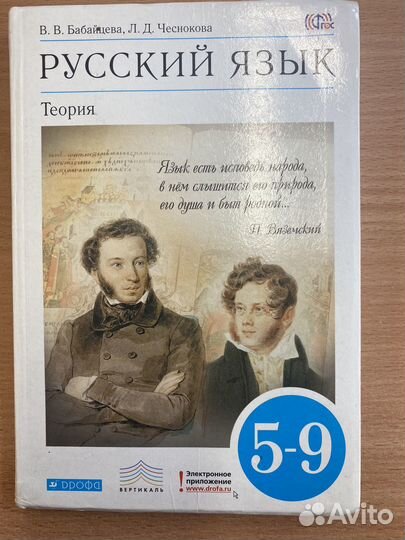 В. В. Бабайцева, Л. Д. Чеснокова
ФГОС
РУССКИЙ ЯЗЫК
Теория
Язык есть исповедь народа,
в нём слышится его природа,
его душа и быт родной...
П. Вяземский
5-9
дрофа
ВЕРТИКАЛЬ
! Электронное
приложение
www.drofa.ru
Avito